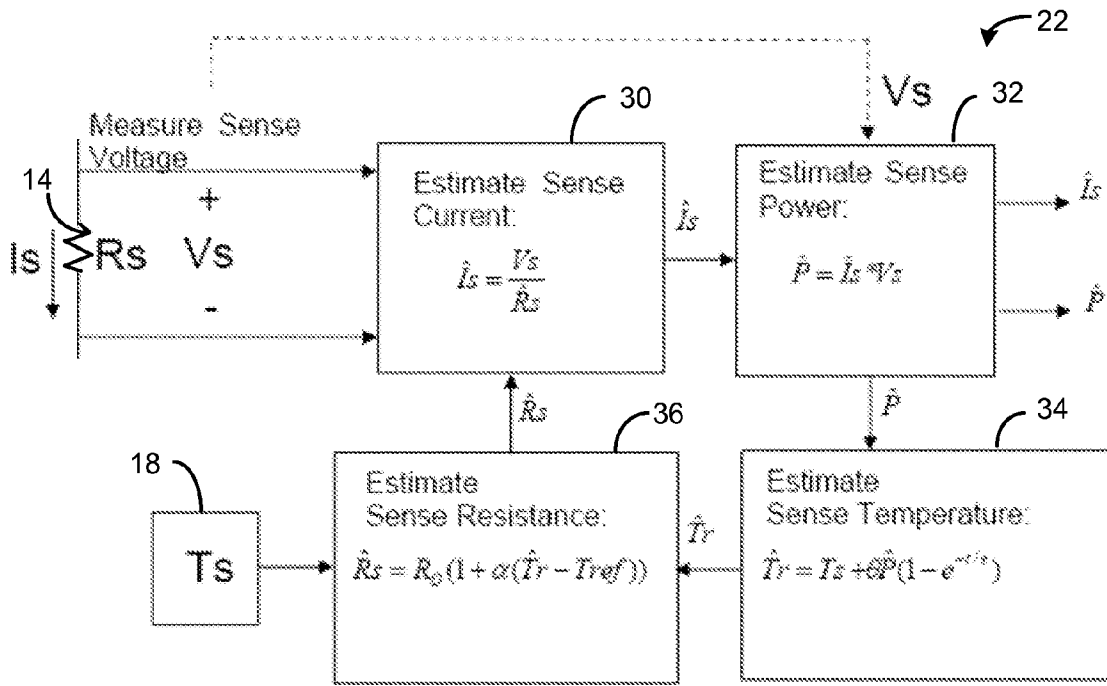 22
Vs
30
32
Measure Sense
Voltage
14
+
Is
Rs
Vs
-
Estimate Sense
Current:
Îs = Vs / R̂s
Îs
Estimate Sense
Power:
P̂ = Îs * Vs
Îs
P̂
R̂s
P̂
36
34
18
Ts
Estimate
Sense Resistance:
R̂s = R₀(1 + α(T̂r − Tref))
T̂r
Estimate
Sense Temperature:
T̂r = Ts + θP̂(1 − e^(−t/τ))